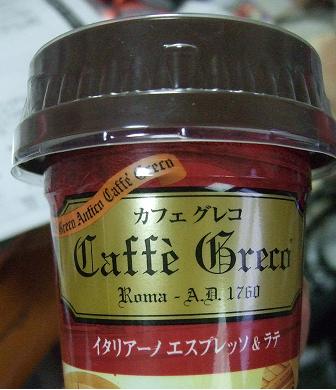 Greco Antico Caffè Greco
カフェ グレコ
Caffè Greco
Roma - A.D. 1760
イタリアーノ エスプレッソ & ラテ